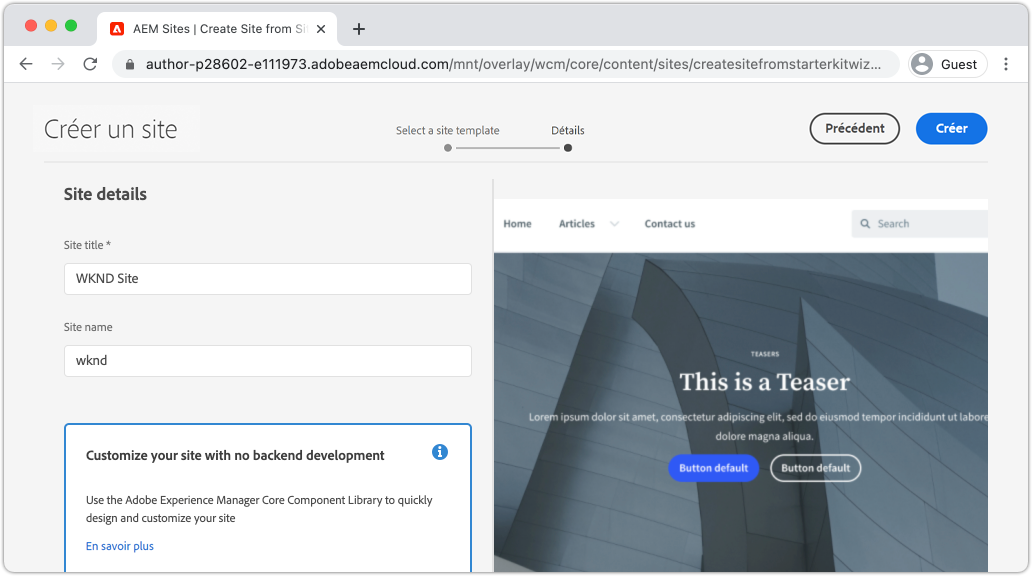 AEM Sites | Create Site from Si
author-p28602-e111973.adobeaemcloud.com/mnt/overlay/wcm/core/content/sites/createsitefromstarterkitwiz...
Guest
Créer un site
Select a site template
Détails
Précédent
Créer
Site details
Site title *
WKND Site
Site name
wknd
Customize your site with no backend development
Use the Adobe Experience Manager Core Component Library to quickly
design and customize your site
En savoir plus
Home
Articles
Contact us
Search
TEASERS
This is a Teaser
Lorem ipsum dolor sit amet, consectetur adipiscing elit, sed do eiusmod tempor incididunt ut labore
dolore magna aliqua.
Button default
Button default